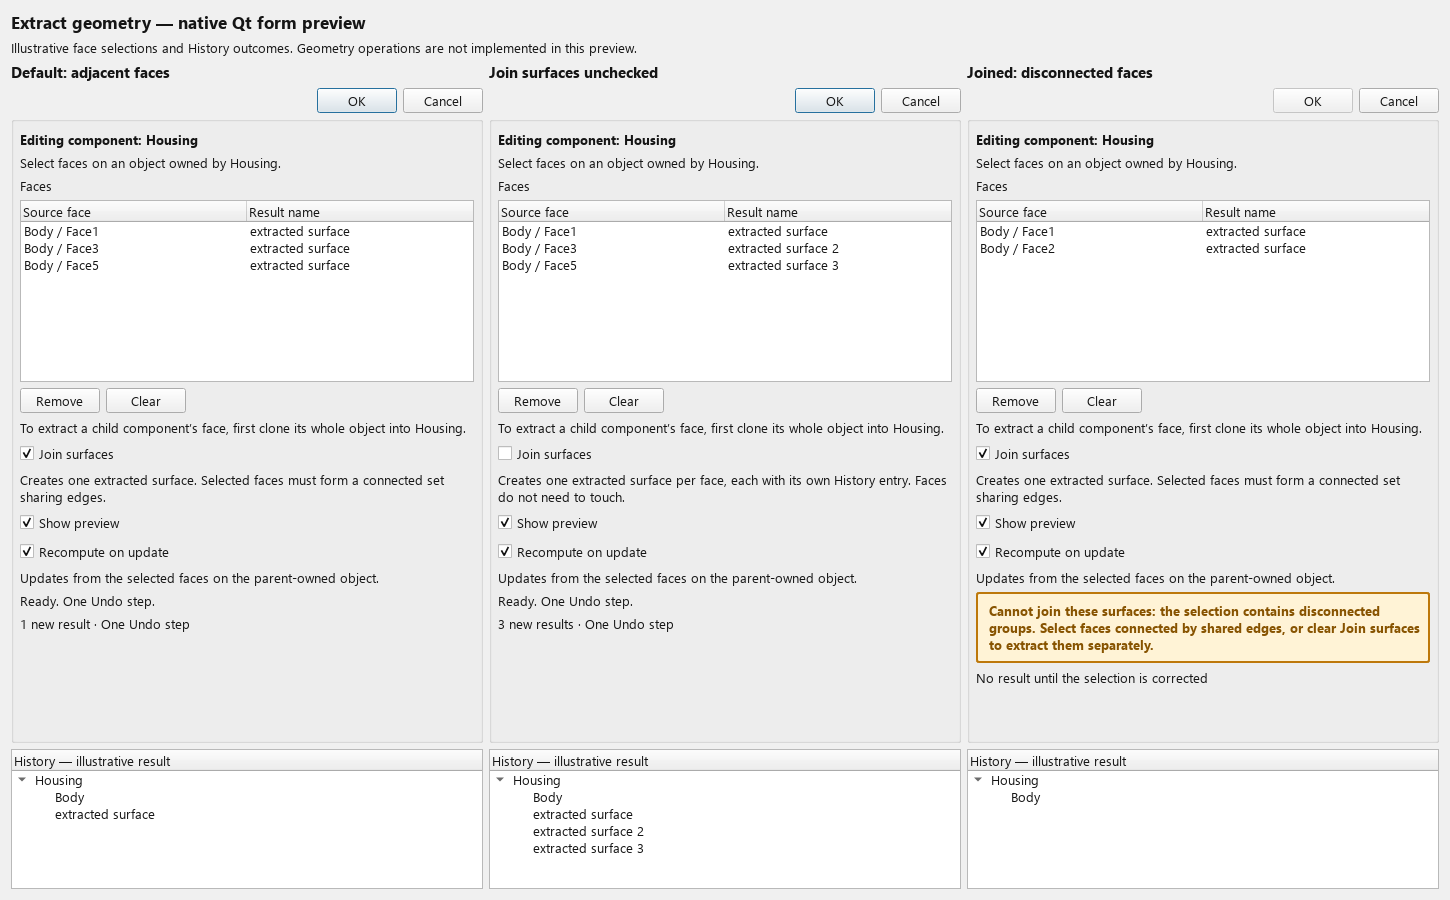 Extract geometry — native Qt form preview
Illustrative face selections and History outcomes. Geometry operations are not implemented in this preview.
Default: adjacent faces
OK
Cancel
Editing component: Housing
Select faces on an object owned by Housing.
Faces
Source face Result name
Body / Face1 extracted surface
Body / Face3 extracted surface
Body / Face5 extracted surface
Remove
Clear
To extract a child component's face, first clone its whole object into Housing.
Join surfaces
Creates one extracted surface. Selected faces must form a connected set
sharing edges.
Show preview
Recompute on update
Updates from the selected faces on the parent-owned object.
Ready. One Undo step.
1 new result · One Undo step
History — illustrative result
Housing
Body
extracted surface
Join surfaces unchecked
OK
Cancel
Editing component: Housing
Select faces on an object owned by Housing.
Faces
Source face Result name
Body / Face1 extracted surface
Body / Face3 extracted surface 2
Body / Face5 extracted surface 3
Remove
Clear
To extract a child component's face, first clone its whole object into Housing.
Join surfaces
Creates one extracted surface per face, each with its own History entry. Faces
do not need to touch.
Show preview
Recompute on update
Updates from the selected faces on the parent-owned object.
Ready. One Undo step.
3 new results · One Undo step
History — illustrative result
Housing
Body
extracted surface
extracted surface 2
extracted surface 3
Joined: disconnected faces
OK
Cancel
Editing component: Housing
Select faces on an object owned by Housing.
Faces
Source face Result name
Body / Face1 extracted surface
Body / Face2 extracted surface
Remove
Clear
To extract a child component's face, first clone its whole object into Housing.
Join surfaces
Creates one extracted surface. Selected faces must form a connected set
sharing edges.
Show preview
Recompute on update
Updates from the selected faces on the parent-owned object.
Cannot join these surfaces: the selection contains disconnected
groups. Select faces connected by shared edges, or clear Join surfaces
to extract them separately.
No result until the selection is corrected
History — illustrative result
Housing
Body